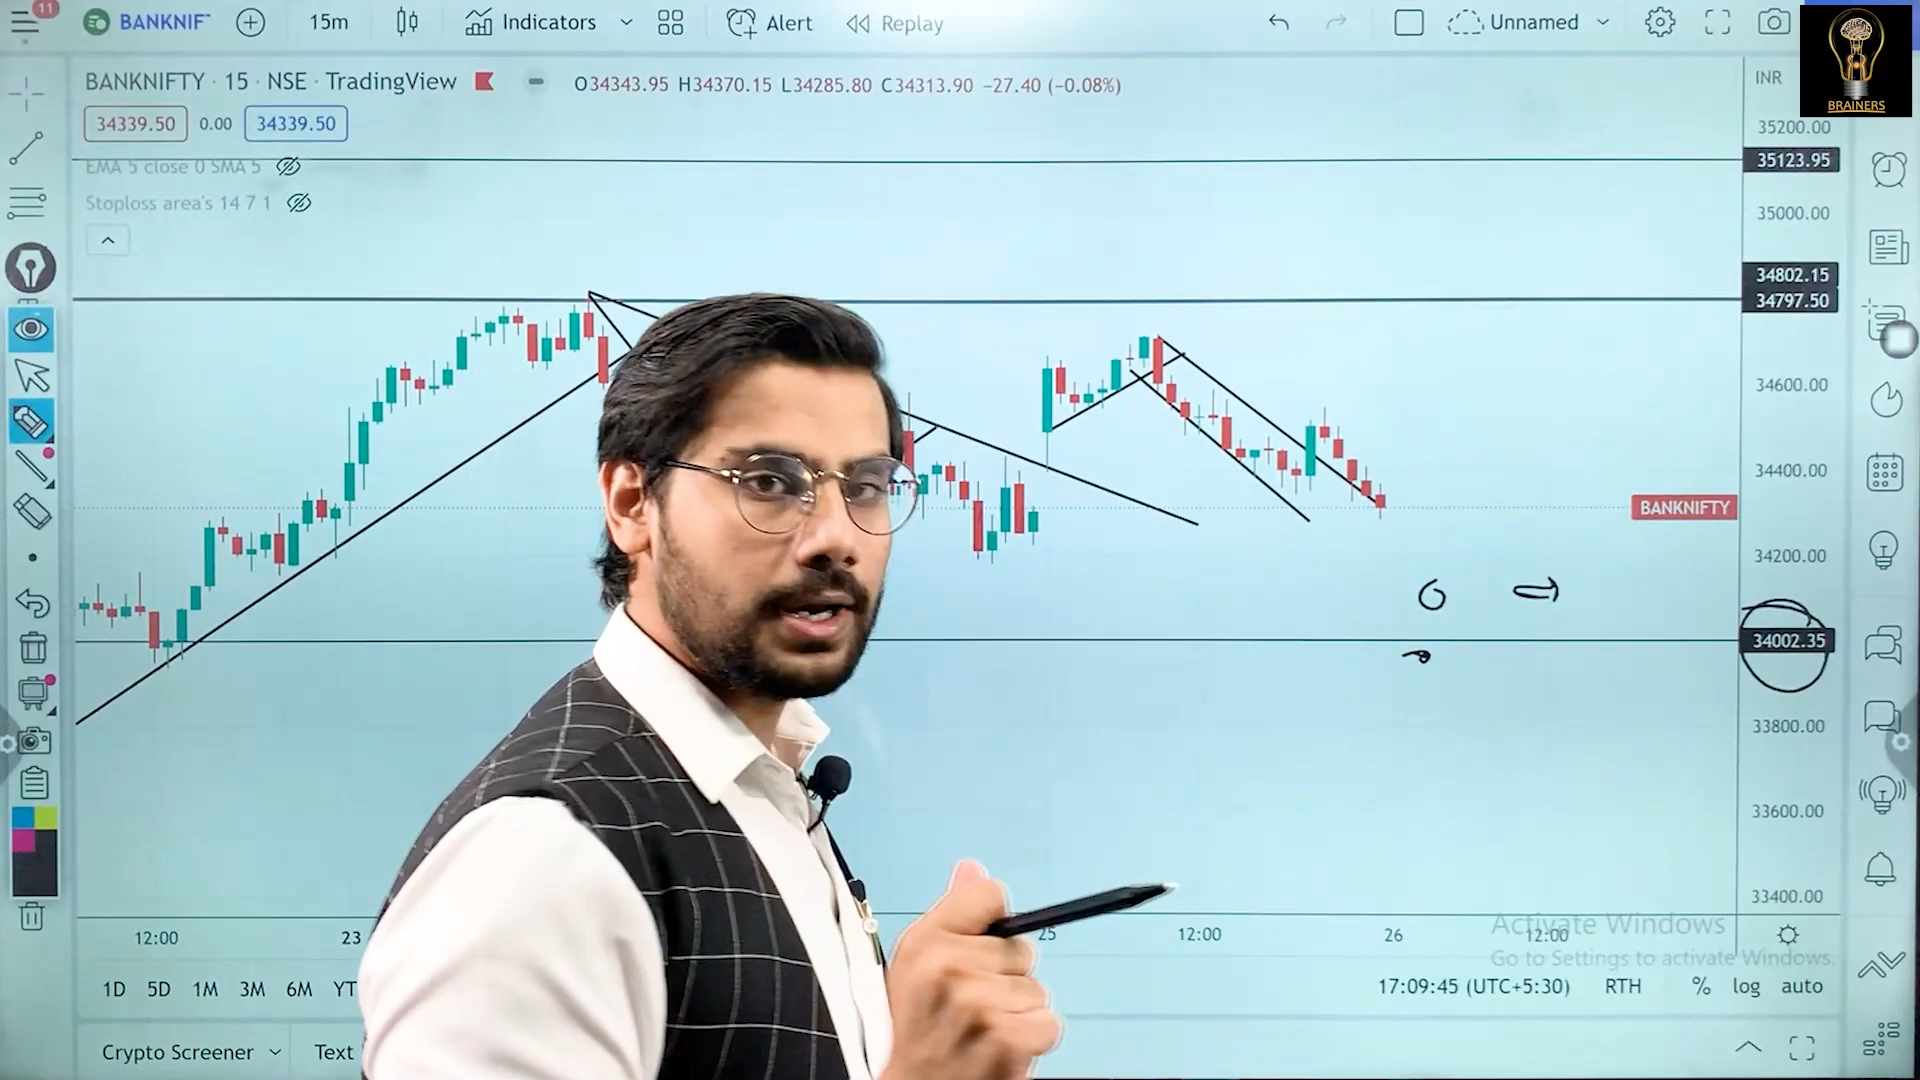 11 BANKNIF 15m Indicators Alert Replay Unnamed
BRAINERS
BANKNIFTY · 15 · NSE · TradingView O34343.95 H34370.15 L34285.80 C34313.90 −27.40 (−0.08%) INR
34339.50 0.00 34339.50
EMA 5 close 0 SMA 5
Stoploss area's 14 7 1
35200.00
35123.95
35000.00
34802.15
34797.50
34600.00
34400.00
BANKNIFTY
34200.00
34002.35
33800.00
33600.00
33400.00
Activate Windows
Go to Settings to activate Windows.
12:00 23 25 12:00 26 12:00
1D 5D 1M 3M 6M YT 17:09:45 (UTC+5:30) RTH % log auto
Crypto Screener Text